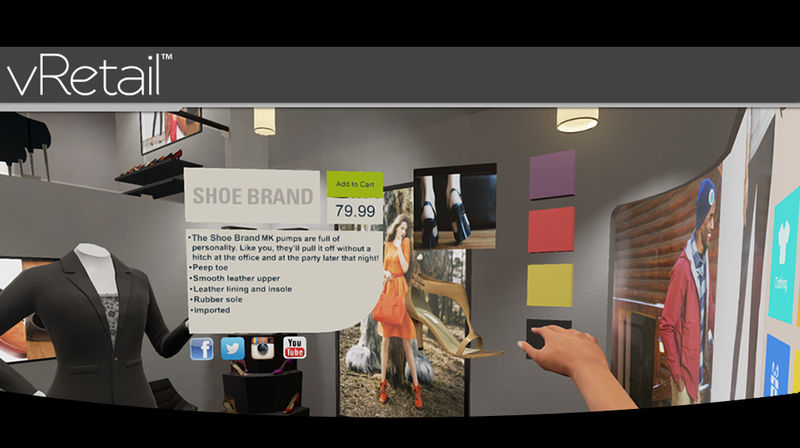 vRetail™
SHOE BRAND
Add to Cart
79.99
•The Shoe Brand MK pumps are full of
personality. Like you, they'll pull it off without a
hitch at the office and at the party later that night!
•Peep toe
•Smooth leather upper
•Leather lining and insole
•Rubber sole
•Imported
f
You
Tube
Clothing